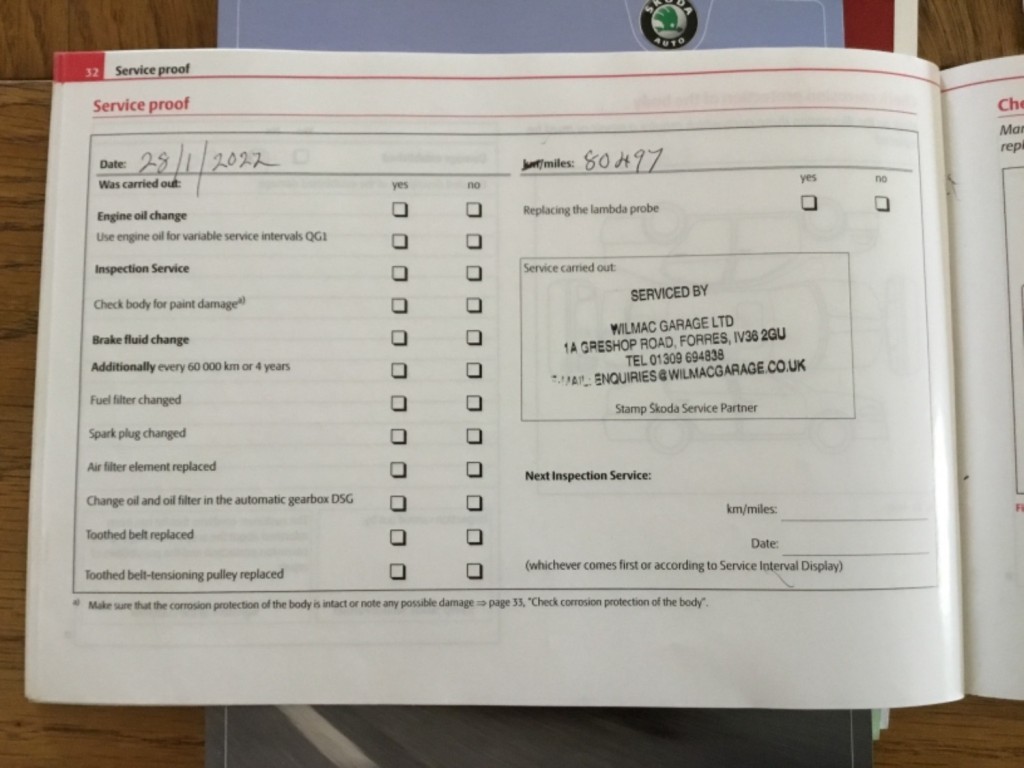 ŠKODA
AUTO
32 Service proof
Service proof
Date: 28/1/2022
km/miles: 80497
Was carried out: yes no
yes no
Engine oil change
Replacing the lambda probe
Use engine oil for variable service intervals QG1
Inspection Service
Check body for paint damage a)
Brake fluid change
Additionally every 60 000 km or 4 years
Fuel filter changed
Spark plug changed
Air filter element replaced
Change oil and oil filter in the automatic gearbox DSG
Toothed belt replaced
Toothed belt-tensioning pulley replaced
Service carried out:
SERVICED BY
WILMAC GARAGE LTD
1A GRESHOP ROAD, FORRES, IV36 2GU
TEL 01309 694838
E-MAIL: ENQUIRIES@WILMACGARAGE.CO.UK
Stamp Škoda Service Partner
Next Inspection Service:
km/miles:
Date:
(whichever comes first or according to Service Interval Display)
a) Make sure that the corrosion protection of the body is intact or note any possible damage ⇒ page 33, "Check corrosion protection of the body".